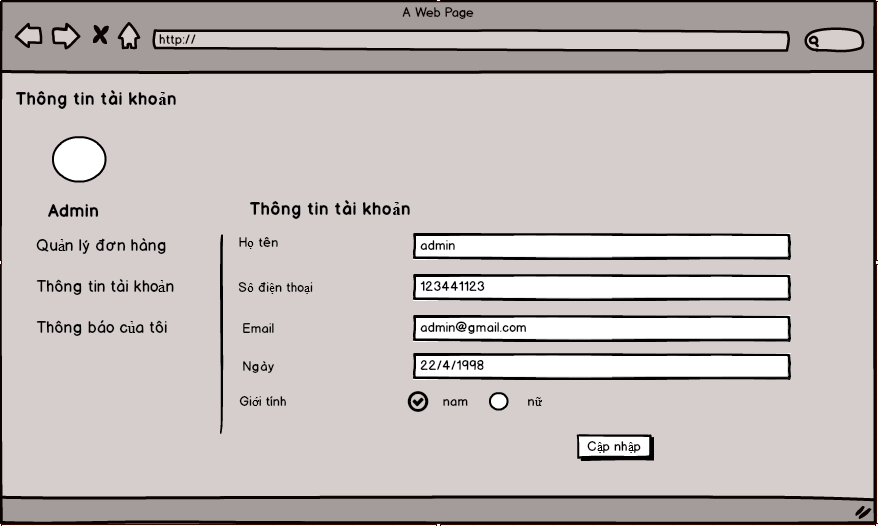 A Web Page
http://
Thông tin tài khoản
Admin
Quản lý đơn hàng
Thông tin tài khoản
Thông báo của tôi
Thông tin tài khoản
Họ tên
admin
Số điện thoại
123441123
Email
admin@gmail.com
Ngày
22/4/1998
Giới tính
nam
nữ
Cập nhập